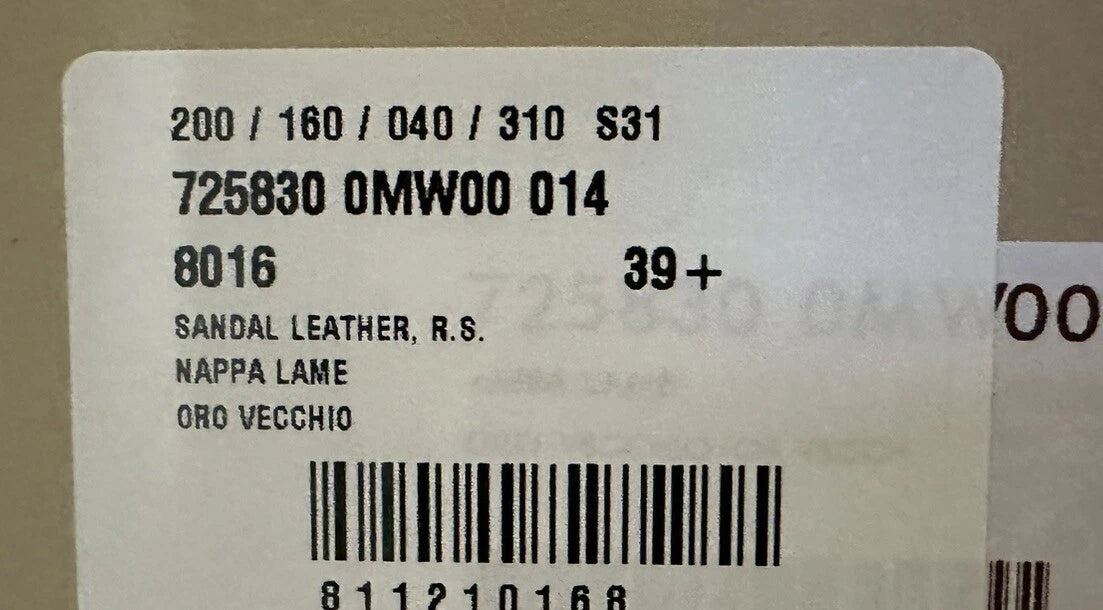 200 / 160 / 040 / 310 S31
725830 0MW00 014
8016 39+
SANDAL LEATHER, R.S.
NAPPA LAME
ORO VECCHIO
811210168
725830 0MW00